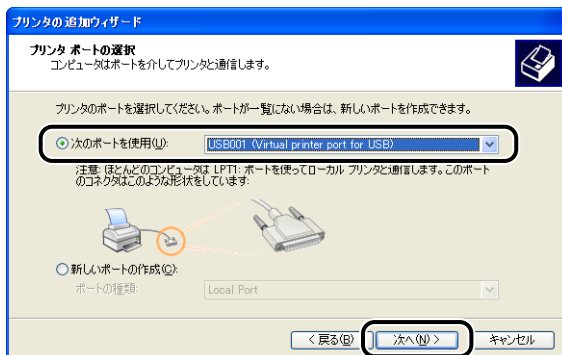 プリンタの追加ウィザード
プリンタ ポートの選択
コンピュータはポートを介してプリンタと通信します。
プリンタのポートを選択してください。ポートが一覧にない場合は、新しいポートを作成できます。
次のポートを使用(U): USB001 (Virtual printer port for USB)
注意: ほとんどのコンピュータは LPT1: ポートを使ってローカル プリンタと通信します。このポート
のコネクタはこのような形状をしています:
新しいポートの作成(C):
ポートの種類: Local Port
< 戻る(B) 次へ(N) > キャンセル